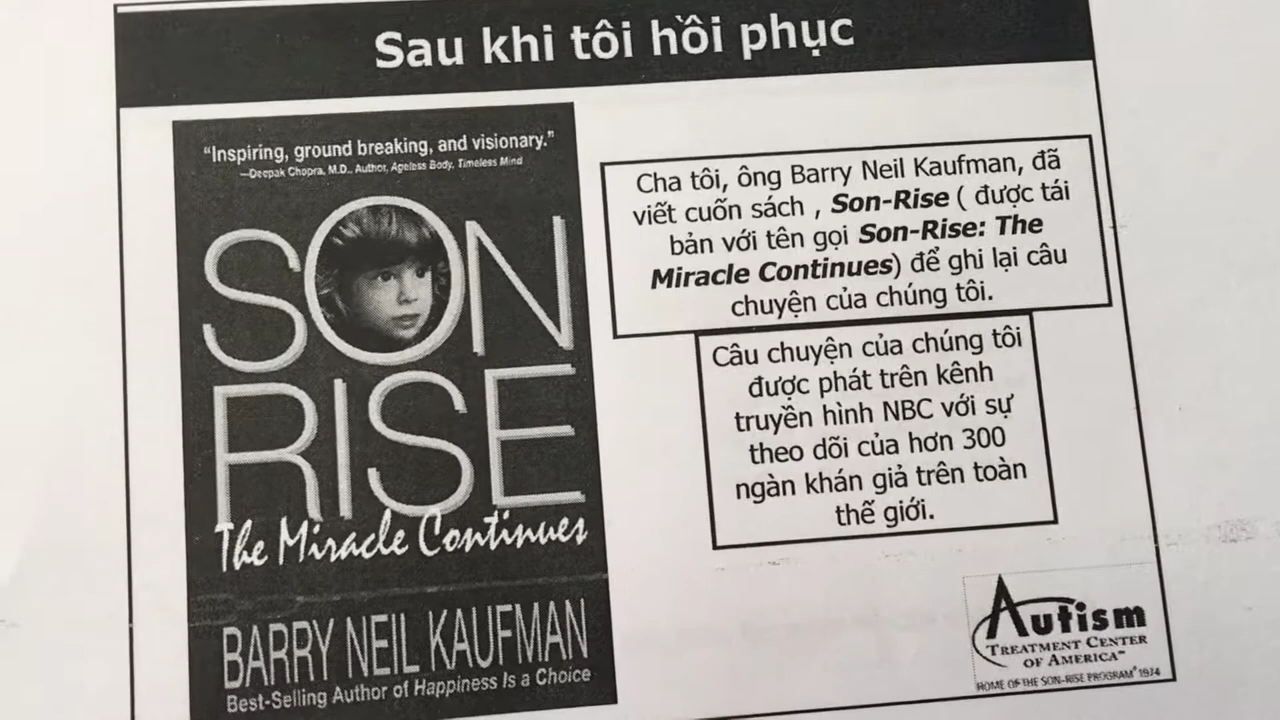 Sau khi tôi hồi phục
“Inspiring, ground breaking, and visionary.”
—Deepak Chopra, M.D., Author, Ageless Body, Timeless Mind
SON
RISE
The Miracle Continues
BARRY NEIL KAUFMAN
Best-Selling Author of Happiness Is a Choice
Cha tôi, ông Barry Neil Kaufman, đã
viết cuốn sách , Son-Rise ( được tái
bản với tên gọi Son-Rise: The
Miracle Continues) để ghi lại câu
chuyện của chúng tôi.
Câu chuyện của chúng tôi
được phát trên kênh
truyền hình NBC với sự
theo dõi của hơn 300
ngàn khán giả trên toàn
thế giới.
Autism
TREATMENT CENTER
OF AMERICA™
HOME OF THE SON-RISE PROGRAM® 1974